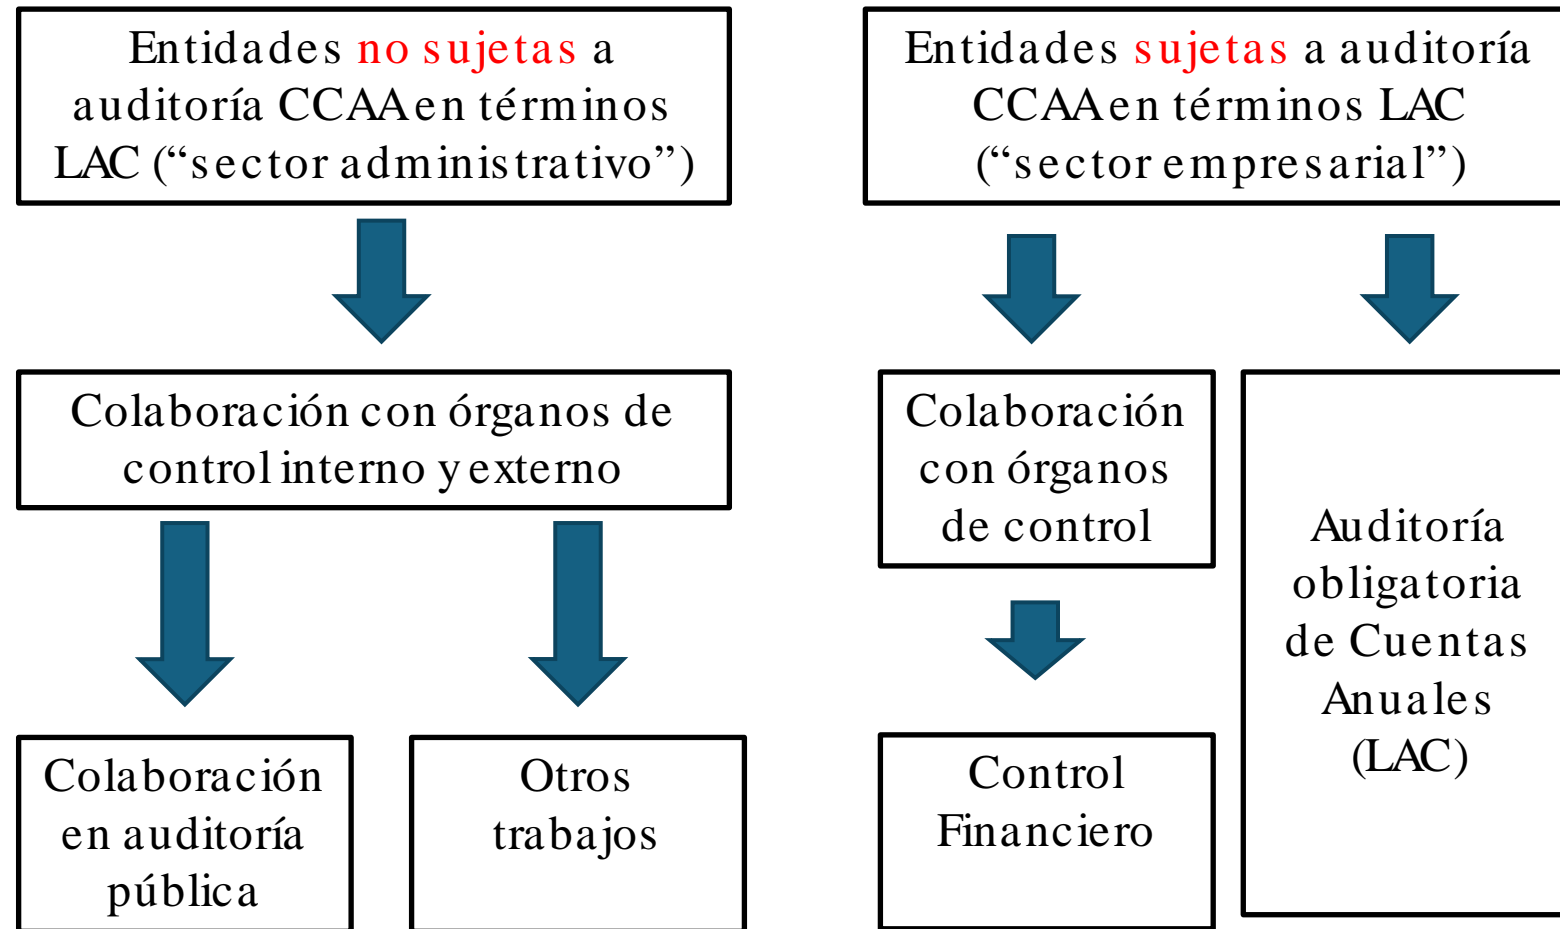 Entidades no sujetas a
auditoría CCAA en términos
LAC (“sector administrativo”)
Entidades sujetas a auditoría
CCAA en términos LAC
(“sector empresarial”)
Colaboración con órganos de
control interno y externo
Colaboración
con órganos
de control
Auditoría
obligatoria
de Cuentas
Anuales
(LAC)
Colaboración
en auditoría
pública
Otros
trabajos
Control
Financiero